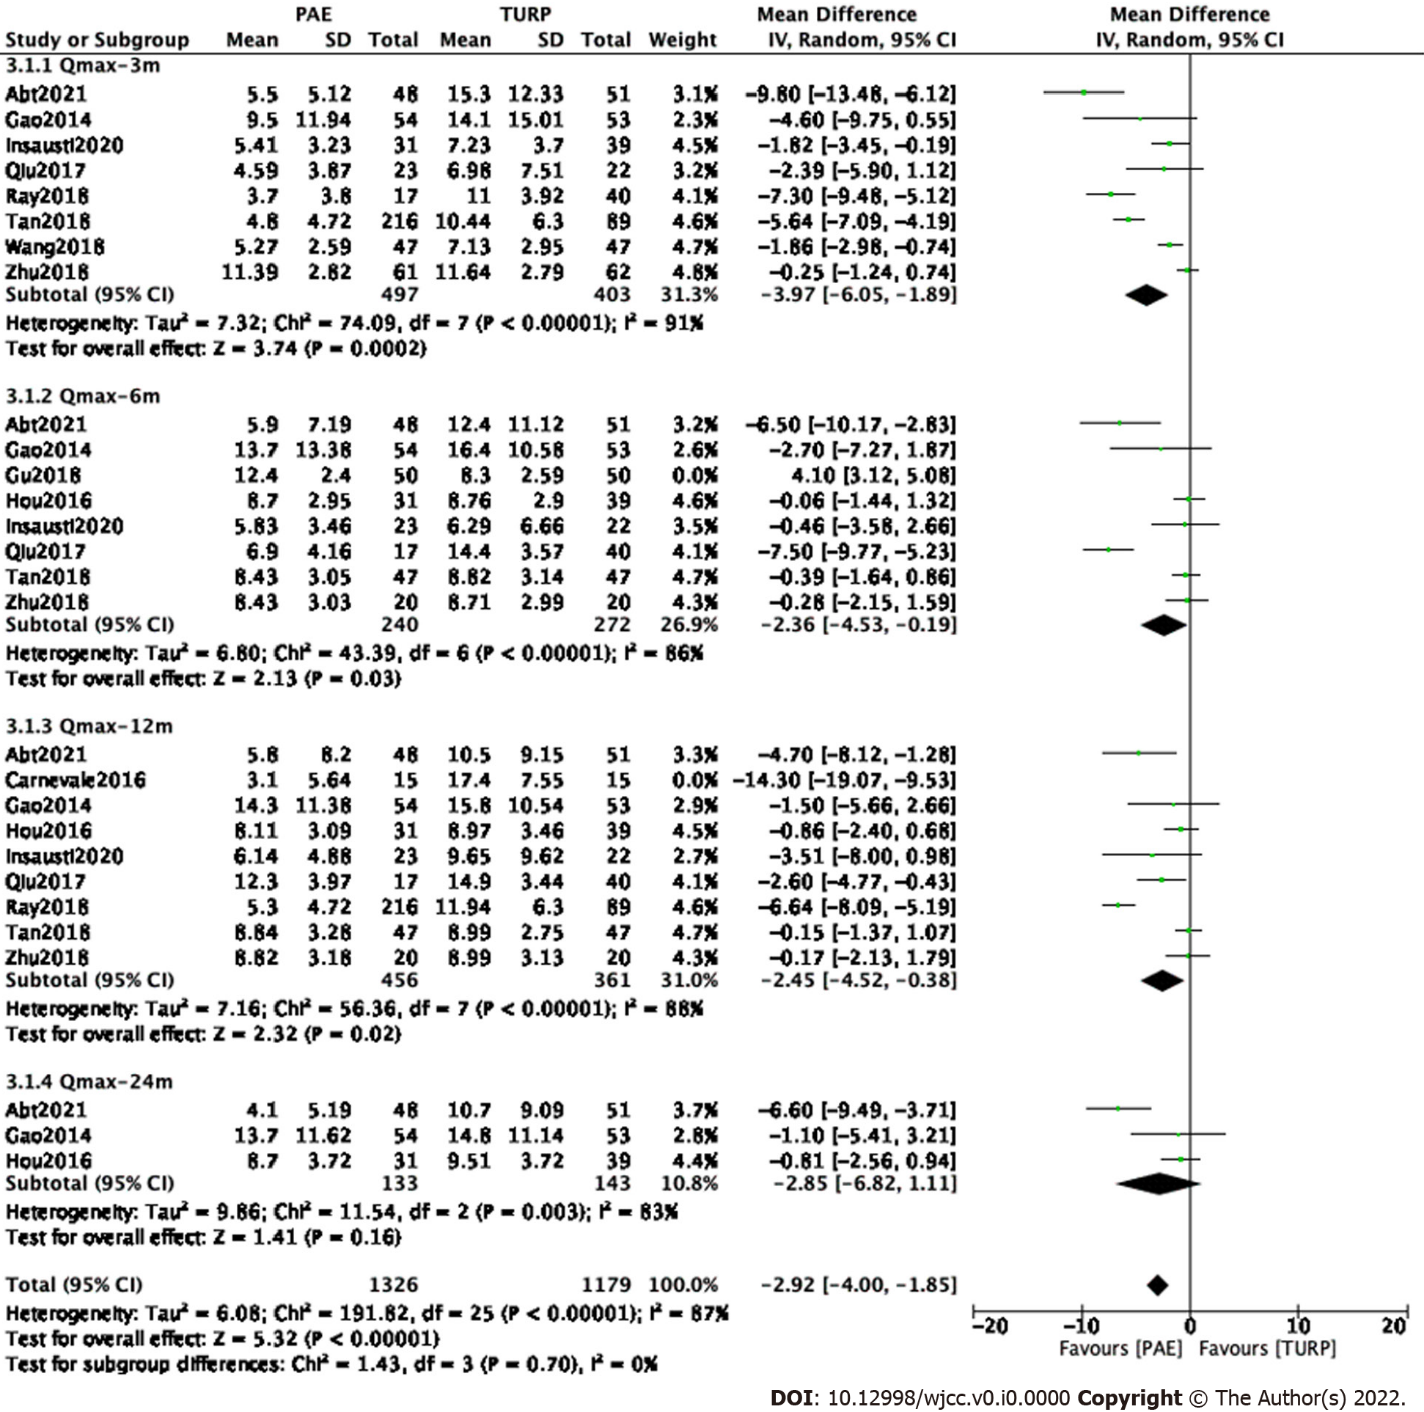 PAE TURP Mean Difference Mean Difference
Study or Subgroup Mean SD Total Mean SD Total Weight IV, Random, 95% CI IV, Random, 95% CI
3.1.1 Qmax-3m
Abt2021 5.5 5.12 48 15.3 12.33 51 3.1% -9.80 [-13.48, -6.12]
Gao2014 9.5 11.94 54 14.1 15.01 53 2.3% -4.60 [-9.75, 0.55]
Insausti2020 5.41 3.23 31 7.23 3.7 39 4.5% -1.82 [-3.45, -0.19]
Qiu2017 4.59 3.87 23 6.98 7.51 22 3.2% -2.39 [-5.90, 1.12]
Ray2018 3.7 3.8 17 11 3.92 40 4.1% -7.30 [-9.48, -5.12]
Tan2018 4.8 4.72 216 10.44 6.3 89 4.6% -5.64 [-7.09, -4.19]
Wang2018 5.27 2.59 47 7.13 2.95 47 4.7% -1.86 [-2.98, -0.74]
Zhu2018 11.39 2.82 61 11.64 2.79 62 4.8% -0.25 [-1.24, 0.74]
Subtotal (95% CI) 497 403 31.3% -3.97 [-6.05, -1.89]
Heterogeneity: Tau² = 7.32; Chi² = 74.09, df = 7 (P < 0.00001); I² = 91%
Test for overall effect: Z = 3.74 (P = 0.0002)
3.1.2 Qmax-6m
Abt2021 5.9 7.19 48 12.4 11.12 51 3.2% -6.50 [-10.17, -2.83]
Gao2014 13.7 13.38 54 16.4 10.58 53 2.6% -2.70 [-7.27, 1.87]
Gu2018 12.4 2.4 50 8.3 2.59 50 0.0% 4.10 [3.12, 5.08]
Hou2016 8.7 2.95 31 8.76 2.9 39 4.6% -0.06 [-1.44, 1.32]
Insausti2020 5.83 3.46 23 6.29 6.66 22 3.5% -0.46 [-3.58, 2.66]
Qiu2017 6.9 4.16 17 14.4 3.57 40 4.1% -7.50 [-9.77, -5.23]
Tan2018 8.43 3.05 47 8.82 3.14 47 4.7% -0.39 [-1.64, 0.86]
Zhu2018 8.43 3.03 20 8.71 2.99 20 4.3% -0.28 [-2.15, 1.59]
Subtotal (95% CI) 240 272 26.9% -2.36 [-4.53, -0.19]
Heterogeneity: Tau² = 6.80; Chi² = 43.39, df = 6 (P < 0.00001); I² = 86%
Test for overall effect: Z = 2.13 (P = 0.03)
3.1.3 Qmax-12m
Abt2021 5.8 8.2 48 10.5 9.15 51 3.3% -4.70 [-8.12, -1.28]
Carnevale2016 3.1 5.64 15 17.4 7.55 15 0.0% -14.30 [-19.07, -9.53]
Gao2014 14.3 11.38 54 15.8 10.54 53 2.9% -1.50 [-5.66, 2.66]
Hou2016 8.11 3.09 31 8.97 3.46 39 4.5% -0.86 [-2.40, 0.68]
Insausti2020 6.14 4.88 23 9.65 9.62 22 2.7% -3.51 [-8.00, 0.98]
Qiu2017 12.3 3.97 17 14.9 3.44 40 4.1% -2.60 [-4.77, -0.43]
Ray2018 5.3 4.72 216 11.94 6.3 89 4.6% -6.64 [-8.09, -5.19]
Tan2018 8.84 3.28 47 8.99 2.75 47 4.7% -0.15 [-1.37, 1.07]
Zhu2018 8.82 3.18 20 8.99 3.13 20 4.3% -0.17 [-2.13, 1.79]
Subtotal (95% CI) 456 361 31.0% -2.45 [-4.52, -0.38]
Heterogeneity: Tau² = 7.16; Chi² = 56.36, df = 7 (P < 0.00001); I² = 88%
Test for overall effect: Z = 2.32 (P = 0.02)
3.1.4 Qmax-24m
Abt2021 4.1 5.19 48 10.7 9.09 51 3.7% -6.60 [-9.49, -3.71]
Gao2014 13.7 11.62 54 14.8 11.14 53 2.8% -1.10 [-5.41, 3.21]
Hou2016 8.7 3.72 31 9.51 3.72 39 4.4% -0.81 [-2.56, 0.94]
Subtotal (95% CI) 133 143 10.8% -2.85 [-6.82, 1.11]
Heterogeneity: Tau² = 9.86; Chi² = 11.54, df = 2 (P = 0.003); I² = 83%
Test for overall effect: Z = 1.41 (P = 0.16)
Total (95% CI) 1326 1179 100.0% -2.92 [-4.00, -1.85]
Heterogeneity: Tau² = 6.08; Chi² = 191.82, df = 25 (P < 0.00001); I² = 87%
Test for overall effect: Z = 5.32 (P < 0.00001)
Test for subgroup differences: Chi² = 1.43, df = 3 (P = 0.70), I² = 0%
-20 -10 0 10 20
Favours [PAE] Favours [TURP]
DOI: 10.12998/wjcc.v0.i0.0000 Copyright © The Author(s) 2022.